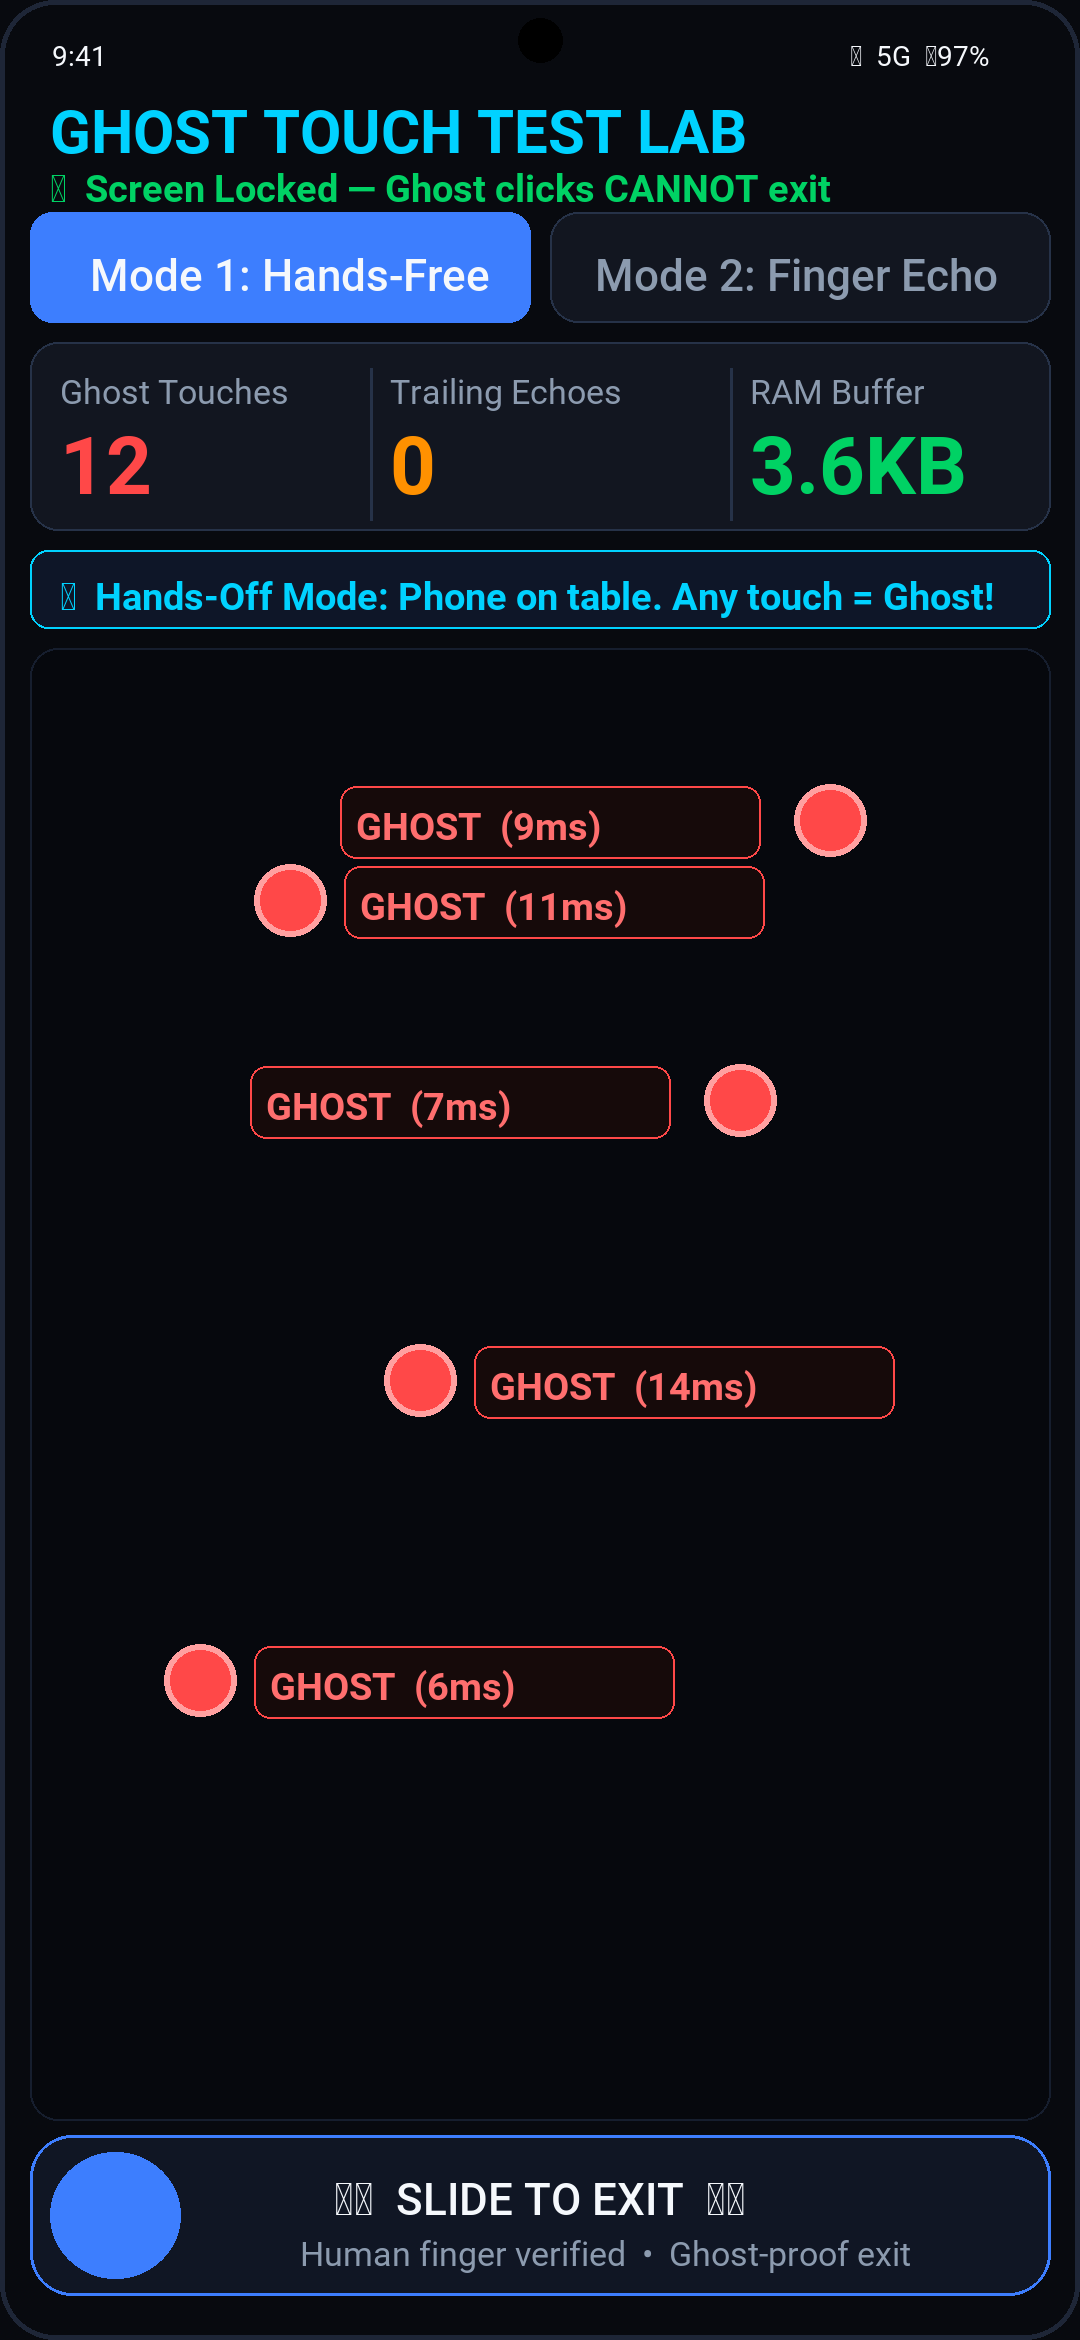 9:41 5G 97%
GHOST TOUCH TEST LAB
Screen Locked — Ghost clicks CANNOT exit
Mode 1: Hands-Free Mode 2: Finger Echo
Ghost Touches Trailing Echoes RAM Buffer
12 0 3.6KB
Hands-Off Mode: Phone on table. Any touch = Ghost!
GHOST (9ms)
GHOST (11ms)
GHOST (7ms)
GHOST (14ms)
GHOST (6ms)
SLIDE TO EXIT
Human finger verified • Ghost-proof exit